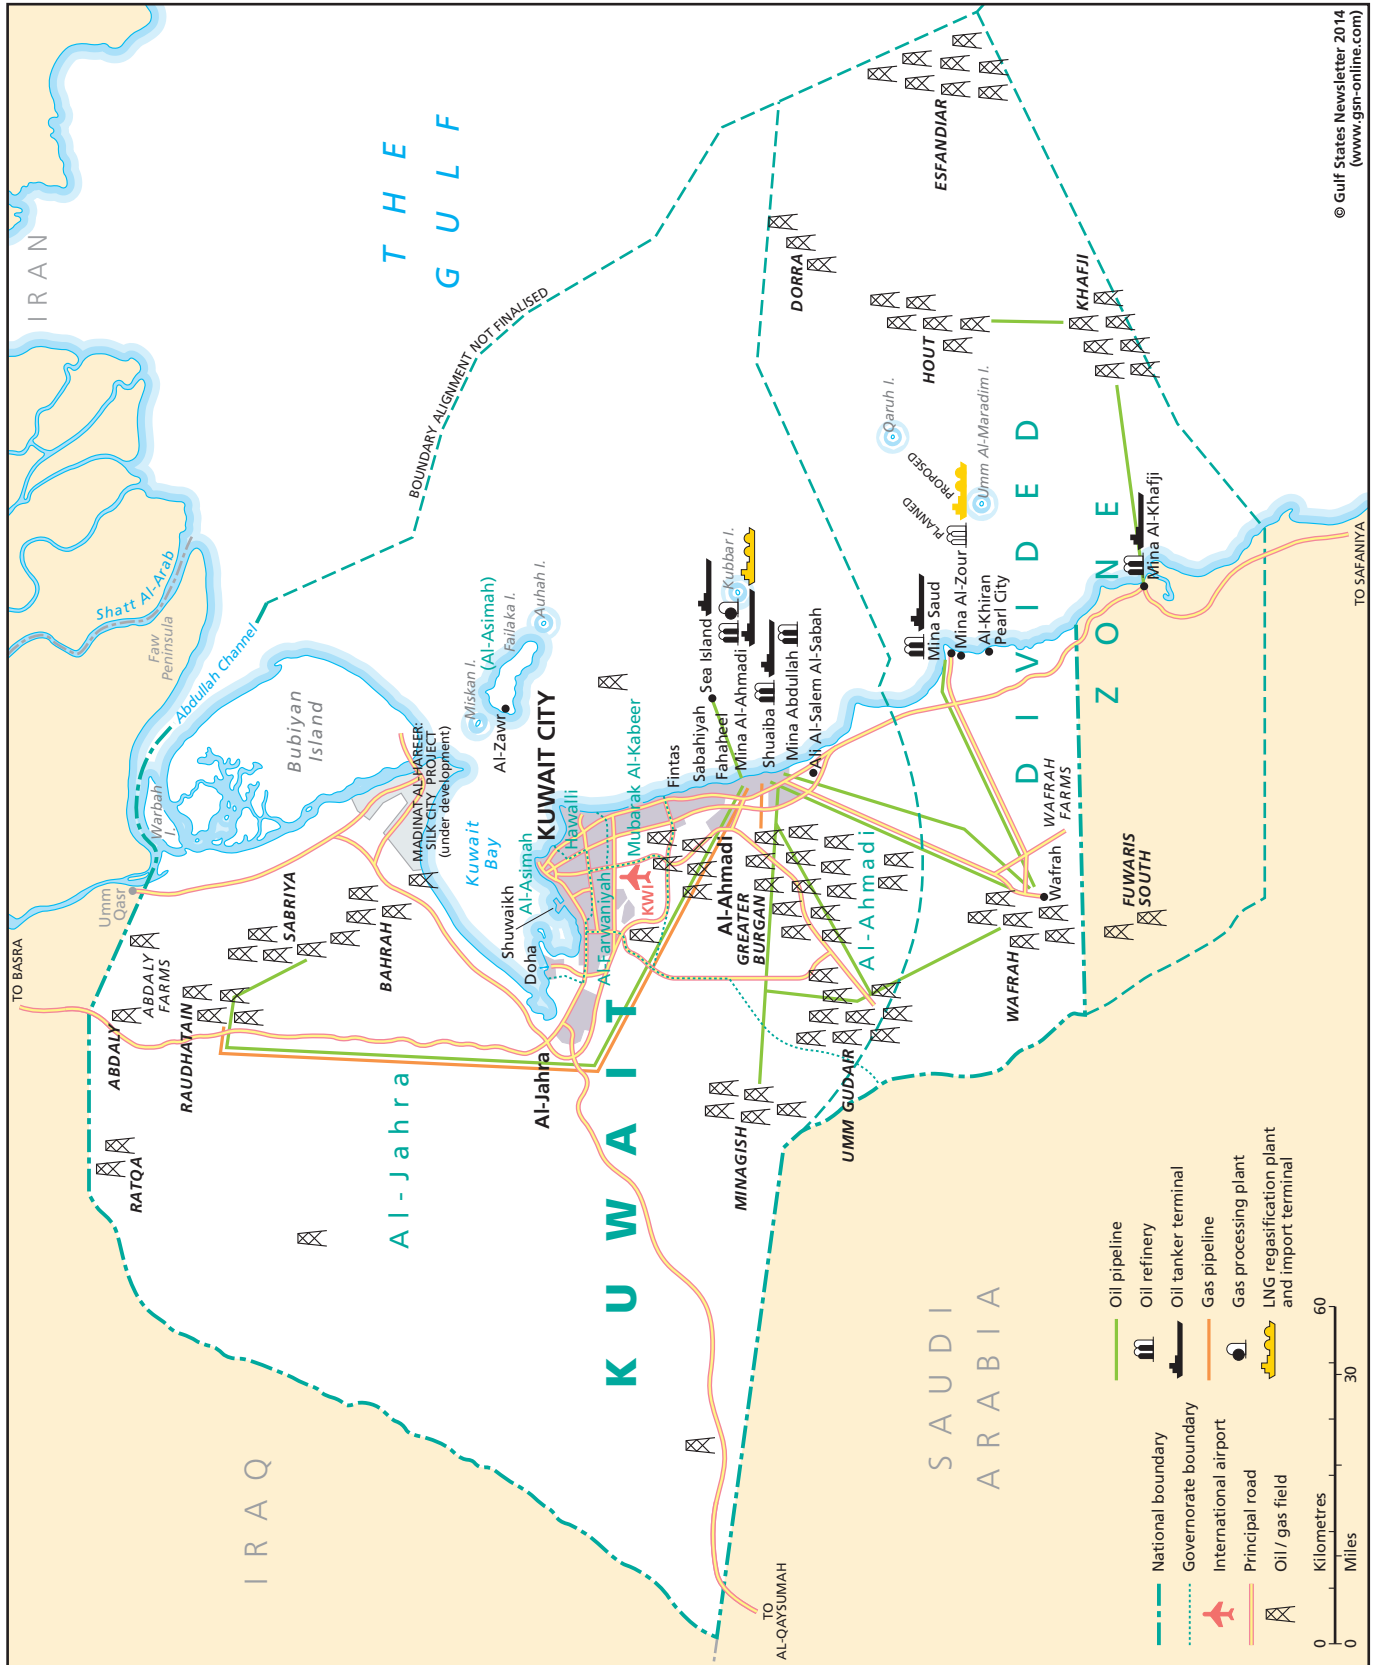 IRAQ
IRAN
SAUDI
ARABIA
THE
GULF
KUWAIT
DIVIDED
ZONE
TO BASRA
Umm
Qasr
Warbah
I.
Abdullah Channel
Faw
Peninsula
Shatt Al-Arab
Bubiyan
Island
BOUNDARY ALIGNMENT NOT FINALISED
ABDALY
ABDALY
FARMS
RATQA
RAUDHATAIN
SABRIYA
BAHRAH
MADINAT AL-HAREER:
SILK CITY PROJECT
(under development)
Al-Jahra
Kuwait
Bay
Miskan I.
(Al-Asimah)
Failaka I.
Auhah I.
Al-Zawr
KUWAIT CITY
Shuwaikh
Al-Asimah
Doha
Hawalli
Al-Farwaniyah
Mubarak Al-Kabeer
Al-Jahra
KWI
Fintas
Sabahiyah
Fahaheel
Sea Island
Mina Al-Ahmadi
Kubbar I.
Shuaiba
Mina Abdullah
Ali Al-Salem Al-Sabah
Al-Ahmadi
GREATER
BURGAN
Al-Ahmadi
MINAGISH
UMM GUDAIR
DORRA
ESFANDIAR
HOUT
KHAFJI
Qaruh I.
Umm Al-Maradim I.
PROPOSED
PLANNED
Mina Saud
Mina Al-Zour
Al-Khiran
Pearl City
Mina Al-Khafji
WAFRAH
FARMS
Wafrah
WAFRAH
FUWARIS
SOUTH
TO SAFANIYA
TO
AL-QAYSUMAH
National boundary
Governorate boundary
International airport
Principal road
Oil / gas field
Oil pipeline
Oil refinery
Oil tanker terminal
Gas pipeline
Gas processing plant
LNG regasification plant
and import terminal
0 Kilometres 60
0 Miles 30
© Gulf States Newsletter 2014
(www.gsn-online.com)